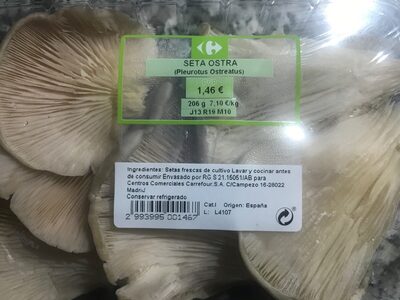 SETA OSTRA
(Pleurotus Ostreatus)
1,46 €
206 g 7,10 €/kg
J13 R19 M10
Ingredientes: Setas frescas de cultivo Lavar y cocinar antes
de consumir Envasado por RG S 21.15051/AB para
Centros Comerciales Carrefour,S.A. C/Campezo 16-28022
Madrid
Conservar refrigerado
Cat.I Origen: España
L: L4107
2 993995 001467